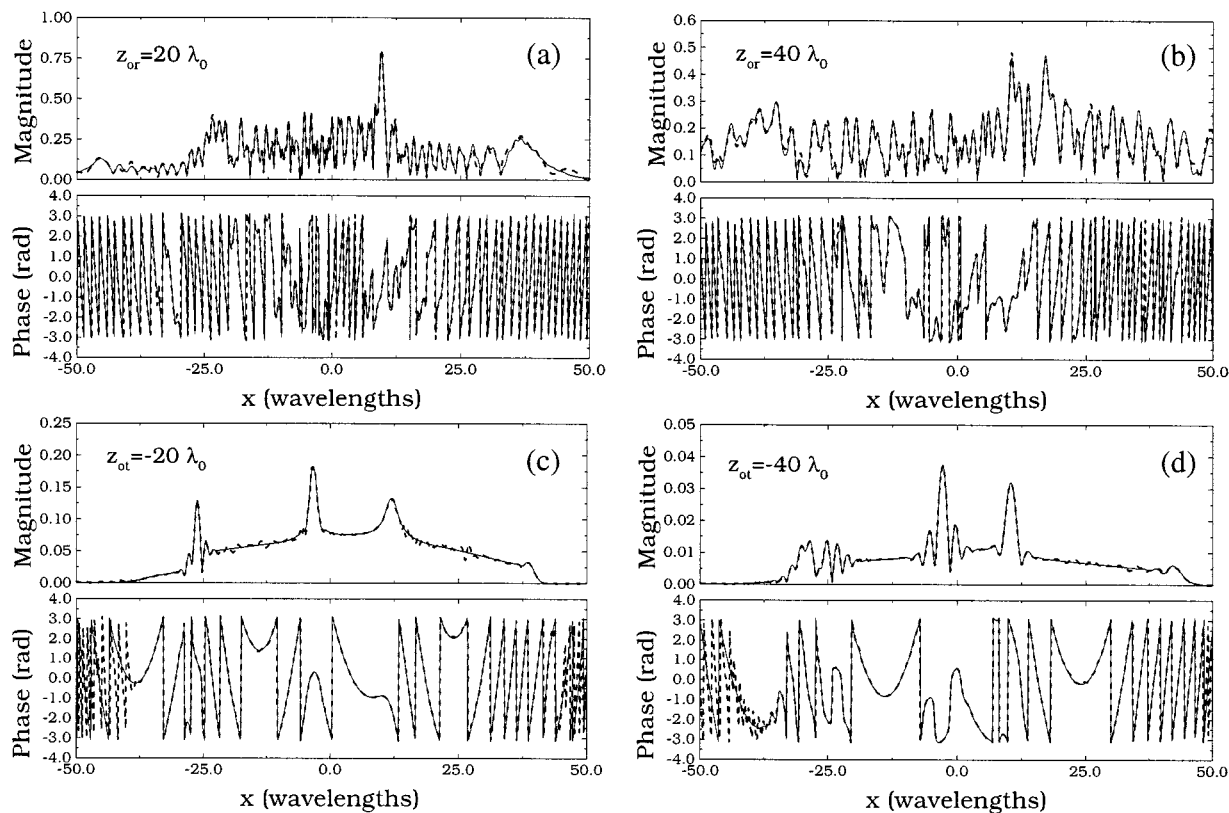 z_or=20 λ_0
(a)
Magnitude
1.00
0.75
0.50
0.25
0.00
Phase (rad)
4.0
3.0
2.0
1.0
0.0
-1.0
-2.0
-3.0
-4.0
-50.0 -25.0 0.0 25.0 50.0
x (wavelengths)
z_or=40 λ_0
(b)
Magnitude
0.6
0.5
0.4
0.3
0.2
0.1
0.0
Phase (rad)
4.0
3.0
2.0
1.0
0.0
-1.0
-2.0
-3.0
-4.0
-50.0 -25.0 0.0 25.0 50.0
x (wavelengths)
z_ot=-20 λ_0
(c)
Magnitude
0.25
0.20
0.15
0.10
0.05
0.00
Phase (rad)
4.0
3.0
2.0
1.0
0.0
-1.0
-2.0
-3.0
-4.0
-50.0 -25.0 0.0 25.0 50.0
x (wavelengths)
z_ot=-40 λ_0
(d)
Magnitude
0.05
0.04
0.03
0.02
0.01
0.00
Phase (rad)
4.0
3.0
2.0
1.0
0.0
-1.0
-2.0
-3.0
-4.0
-50.0 -25.0 0.0 25.0 50.0
x (wavelengths)